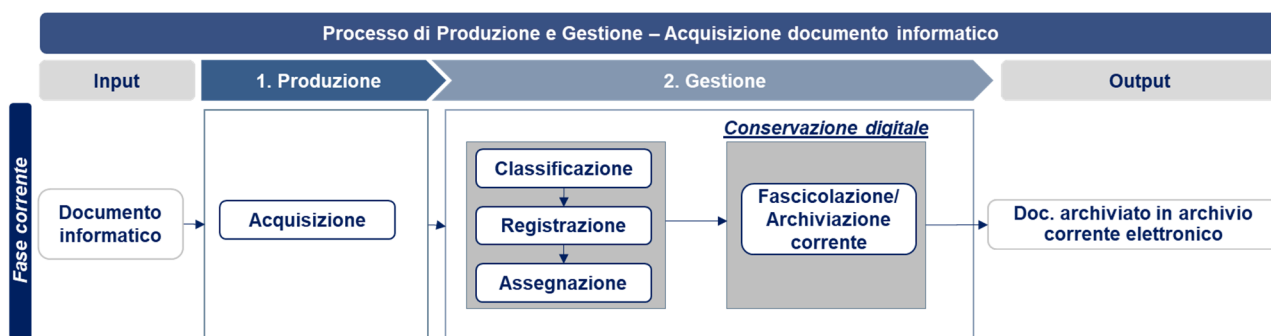 Processo di Produzione e Gestione – Acquisizione documento informatico
Input
1. Produzione
2. Gestione
Output
Fase corrente
Documento
informatico
Acquisizione
Classificazione
Registrazione
Assegnazione
Conservazione digitale
Fascicolazione/
Archiviazione
corrente
Doc. archiviato in archivio
corrente elettronico